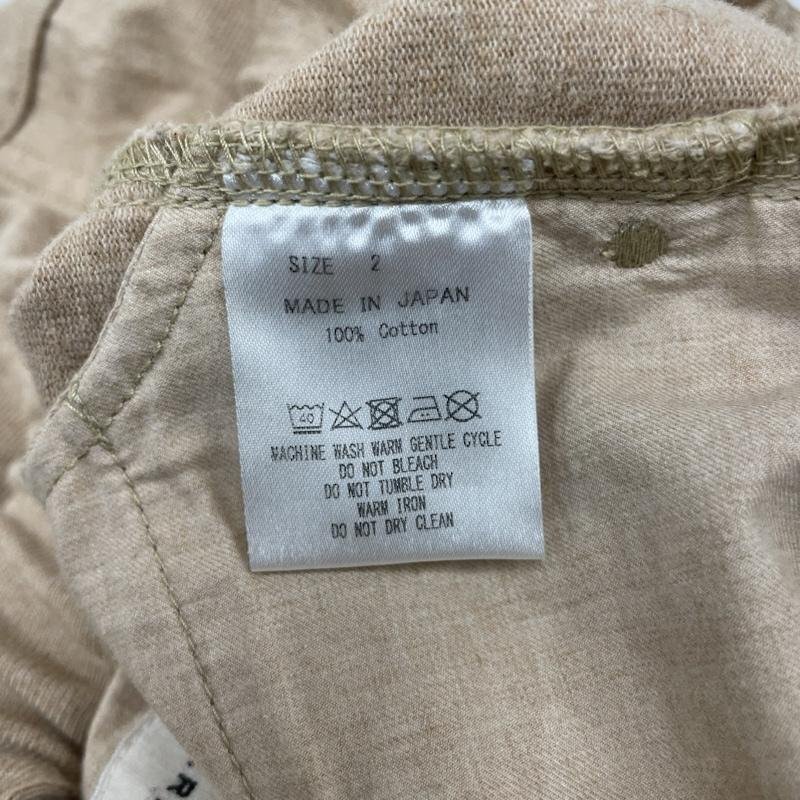 SIZE 2
MADE IN JAPAN
100% Cotton
40
MACHINE WASH WARM GENTLE CYCLE
DO NOT BLEACH
DO NOT TUMBLE DRY
WARM IRON
DO NOT DRY CLEAN
R